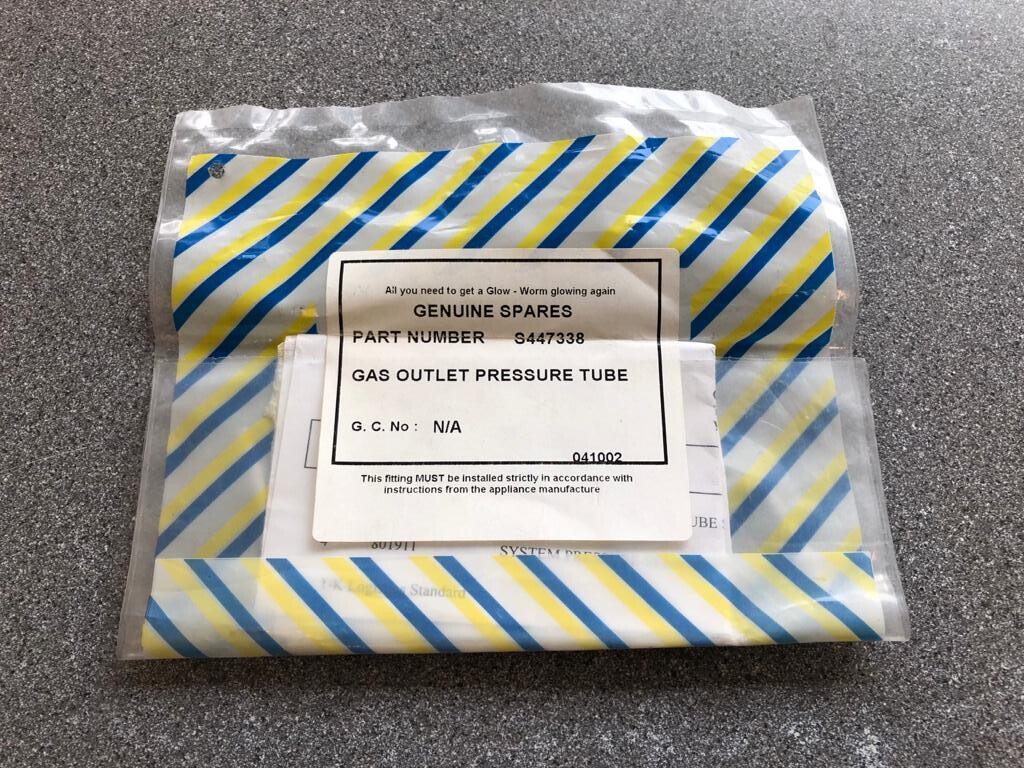 All you need to get a Glow - Worm glowing again
GENUINE SPARES
PART NUMBER S447338
GAS OUTLET PRESSURE TUBE
G. C. No : N/A
041002
This fitting MUST be installed strictly in accordance with
instructions from the appliance manufacture
UBE
801911 SYSTEM
Standard